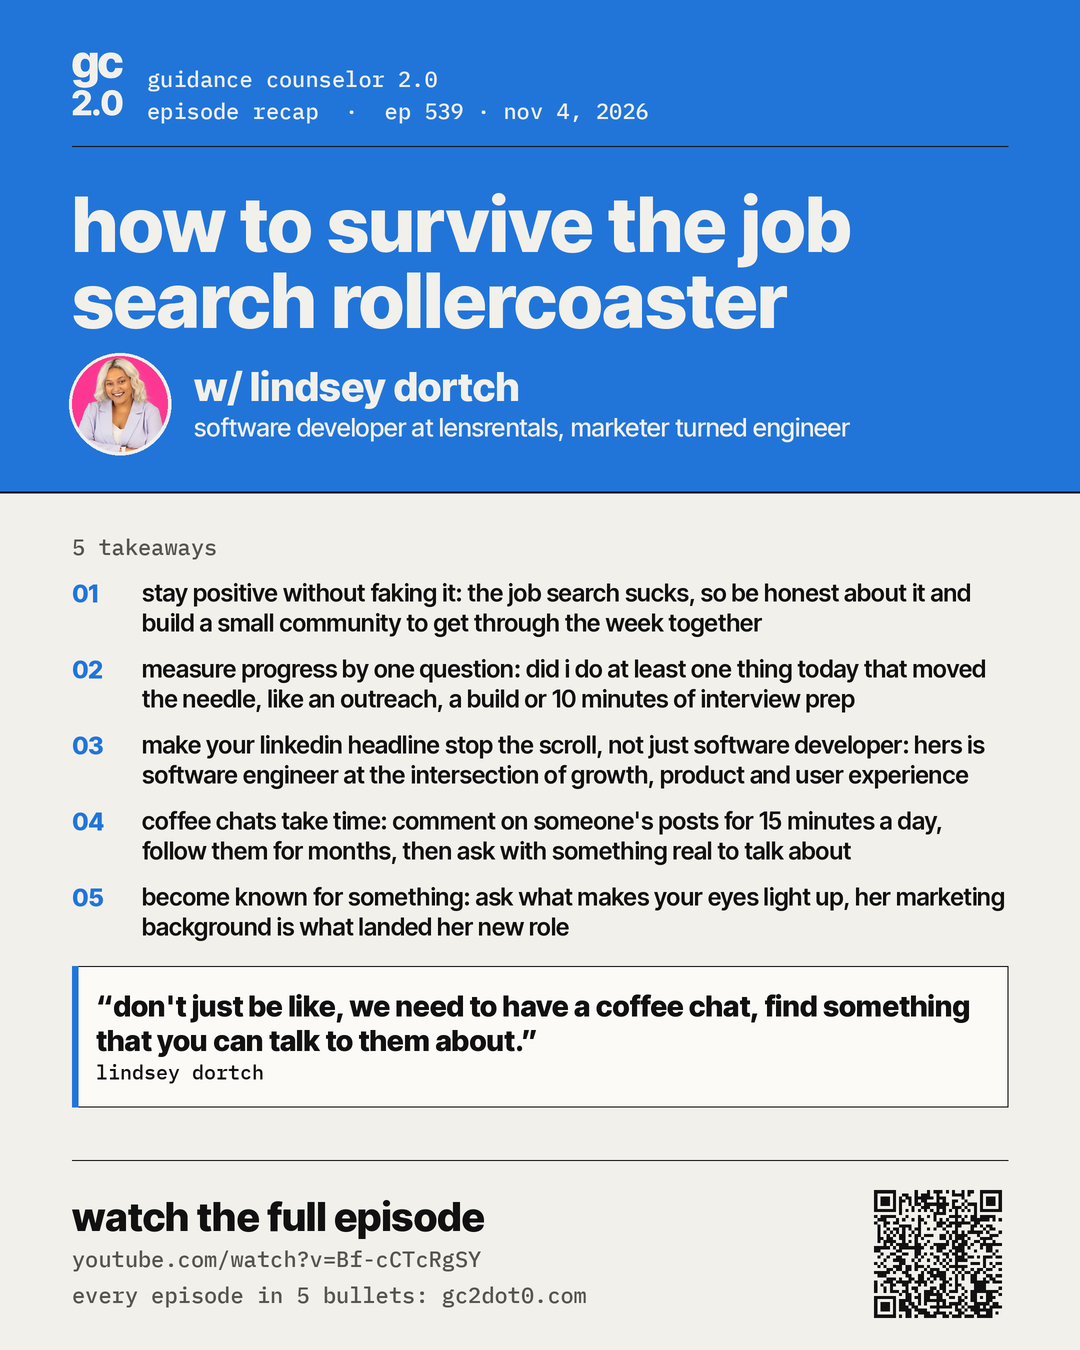 gc
2.0
guidance counselor 2.0
episode recap · ep 539 · nov 4, 2026
how to survive the job
search rollercoaster
w/ lindsey dortch
software developer at lensrentals, marketer turned engineer
5 takeaways
01 stay positive without faking it: the job search sucks, so be honest about it and
build a small community to get through the week together
02 measure progress by one question: did i do at least one thing today that moved
the needle, like an outreach, a build or 10 minutes of interview prep
03 make your linkedin headline stop the scroll, not just software developer: hers is
software engineer at the intersection of growth, product and user experience
04 coffee chats take time: comment on someone's posts for 15 minutes a day,
follow them for months, then ask with something real to talk about
05 become known for something: ask what makes your eyes light up, her marketing
background is what landed her new role
“don't just be like, we need to have a coffee chat, find something
that you can talk to them about.”
lindsey dortch
watch the full episode
youtube.com/watch?v=Bf-cCTcRgSY
every episode in 5 bullets: gc2dot0.com